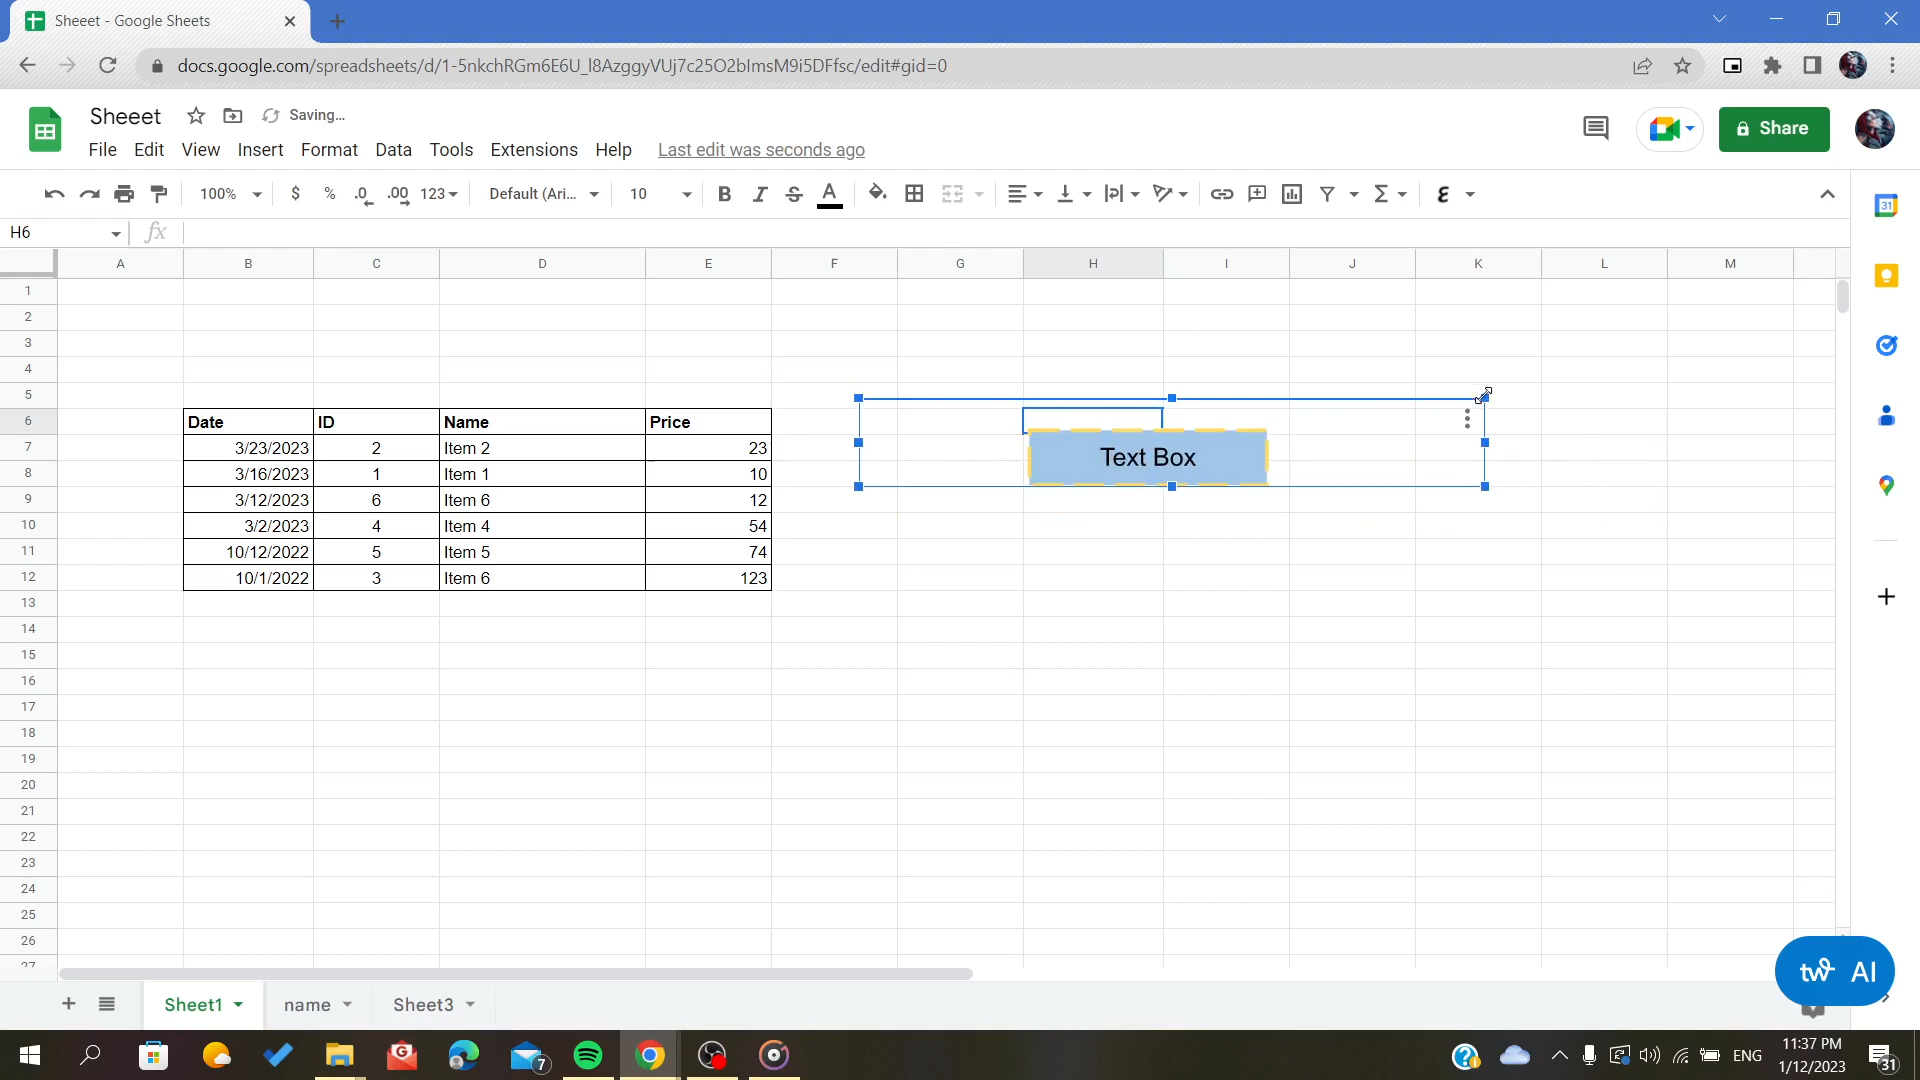 Sheeet - Google Sheets
docs.google.com/spreadsheets/d/1-5nkchRGm6E6U_l8AzggyVUj7c25O2bImsM9i5DFfsc/edit#gid=0
Sheeet Saving...
Share
File Edit View Insert Format Data Tools Extensions Help Last edit was seconds ago
100% $ % .0 .00 123 Default (Ari... 10 B I S A Σ ε
31
H6 fx
A B C D E F G H I J K L M
1
2
3
4
5
6 Date ID Name Price
7 3/23/2023 2 Item 2 23
Text Box
8 3/16/2023 1 Item 1 10
9 3/12/2023 6 Item 6 12
10 3/2/2023 4 Item 4 54
11 10/12/2022 5 Item 5 74
12 10/1/2022 3 Item 6 123
13
14
15
16
17
18
19
20
21
22
23
24
25
26
27
tw AI
Sheet1 name Sheet3
7
ENG
11:37 PM
1/12/2023
31